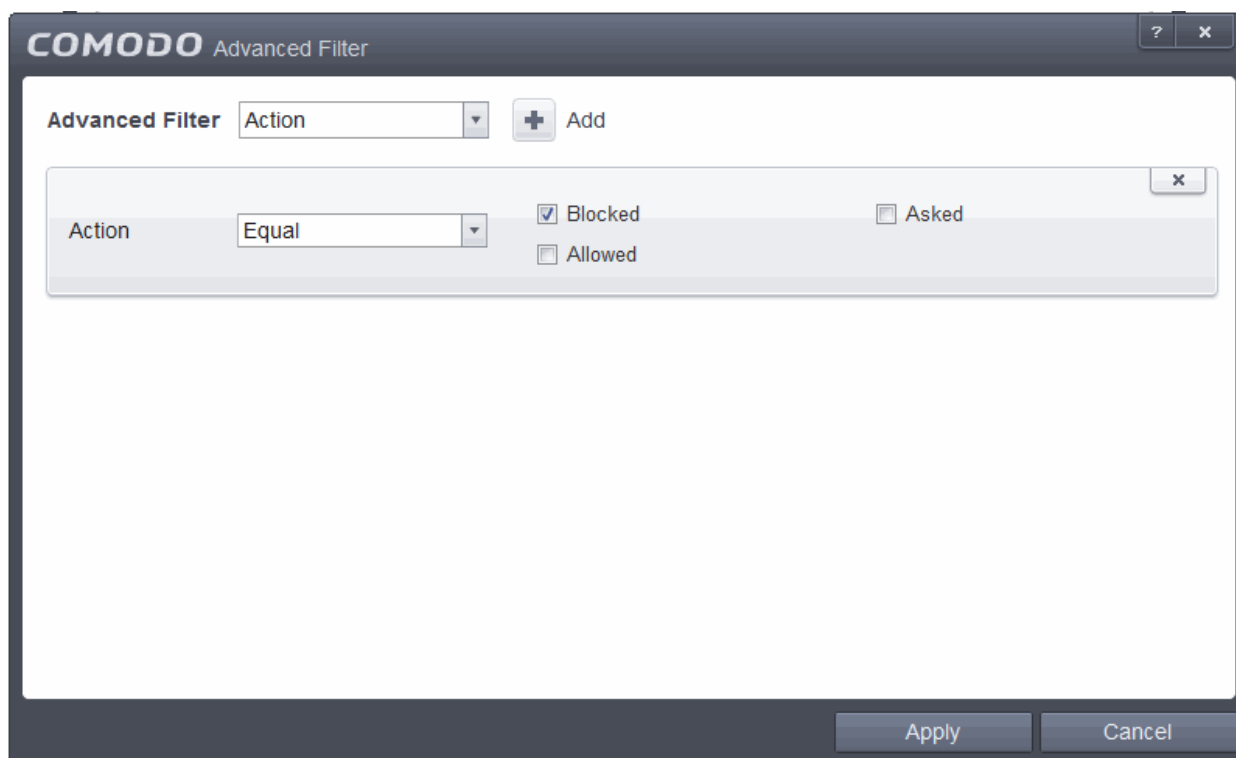 COMODO Advanced Filter
Advanced Filter Action Add
Action Equal Blocked Asked
Allowed
Apply Cancel